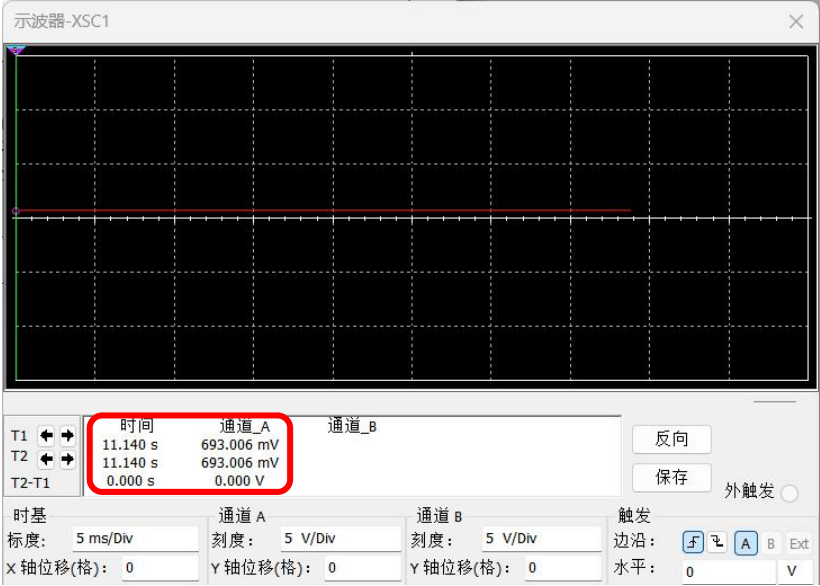 示波器-XSC1
时间 通道_A 通道_B
T1 11.140 s 693.006 mV
T2 11.140 s 693.006 mV
T2-T1 0.000 s 0.000 V
反向
保存
外触发
时基 通道 A 通道 B 触发
标度: 5 ms/Div 刻度: 5 V/Div 刻度: 5 V/Div 边沿: A B Ext
X 轴位移(格): 0 Y 轴位移(格): 0 Y 轴位移(格): 0 水平: 0 V